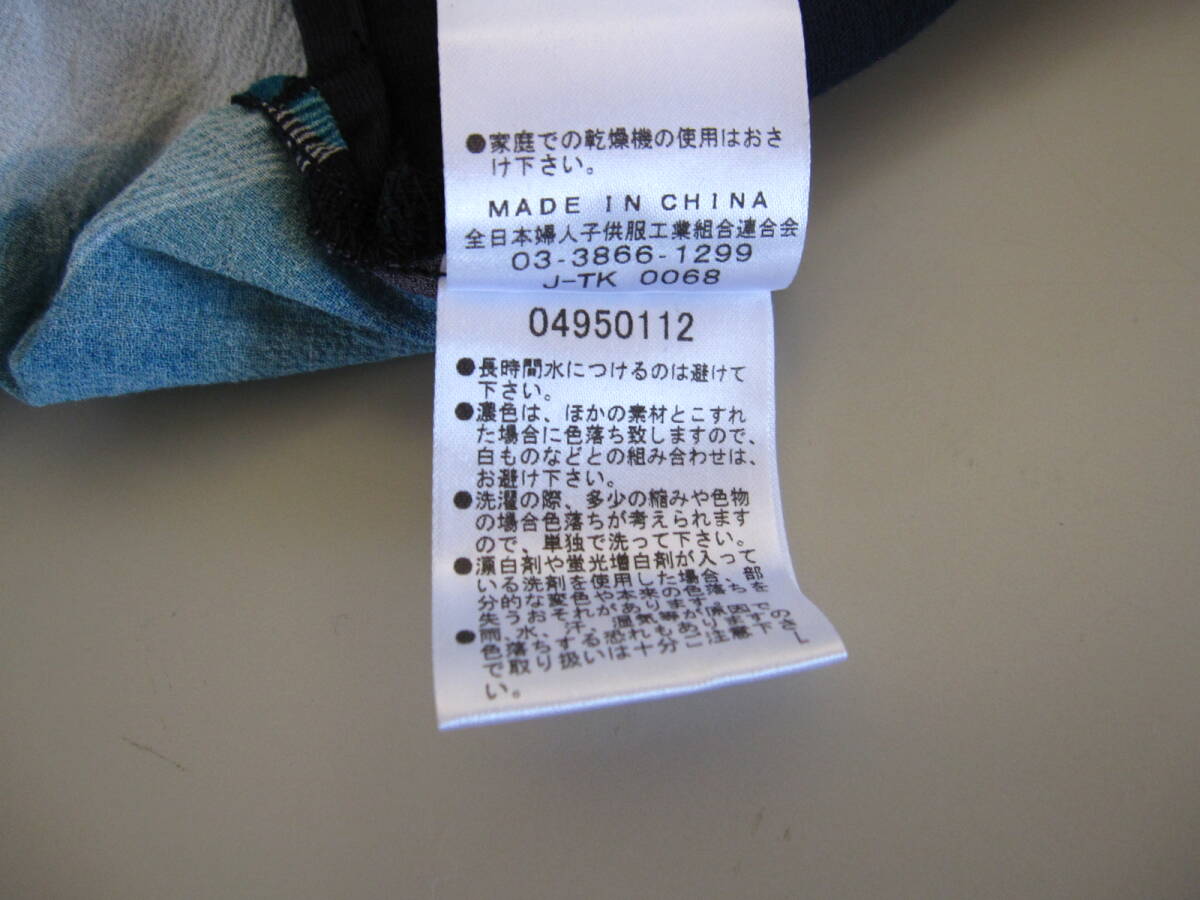 ●家庭での乾燥機の使用はおさ
け下さい。
MADE IN CHINA
全日本婦人子供服工業組合連合会
03-3866-1299
J-TK 0068
04950112
●長時間水につけるのは避けて
下さい。
●濃色は、ほかの素材とこすれ
た場合に色落ち致しますので、
白ものなどとの組み合わせは、
お避け下さい。
●洗濯の際、多少の縮みや色物
の場合色落ちが考えられます
ので、単独で洗って下さい。
●漂白剤や蛍光増白剤が入って
いる洗剤を使用した場合、部
分的な変色や本来の色落ちを
失うおそれがあります。
●雨、水、汗、湿気等が原因で
色落ちする恐れもありますの
で取り扱いは十分ご注意下さ
い。
L